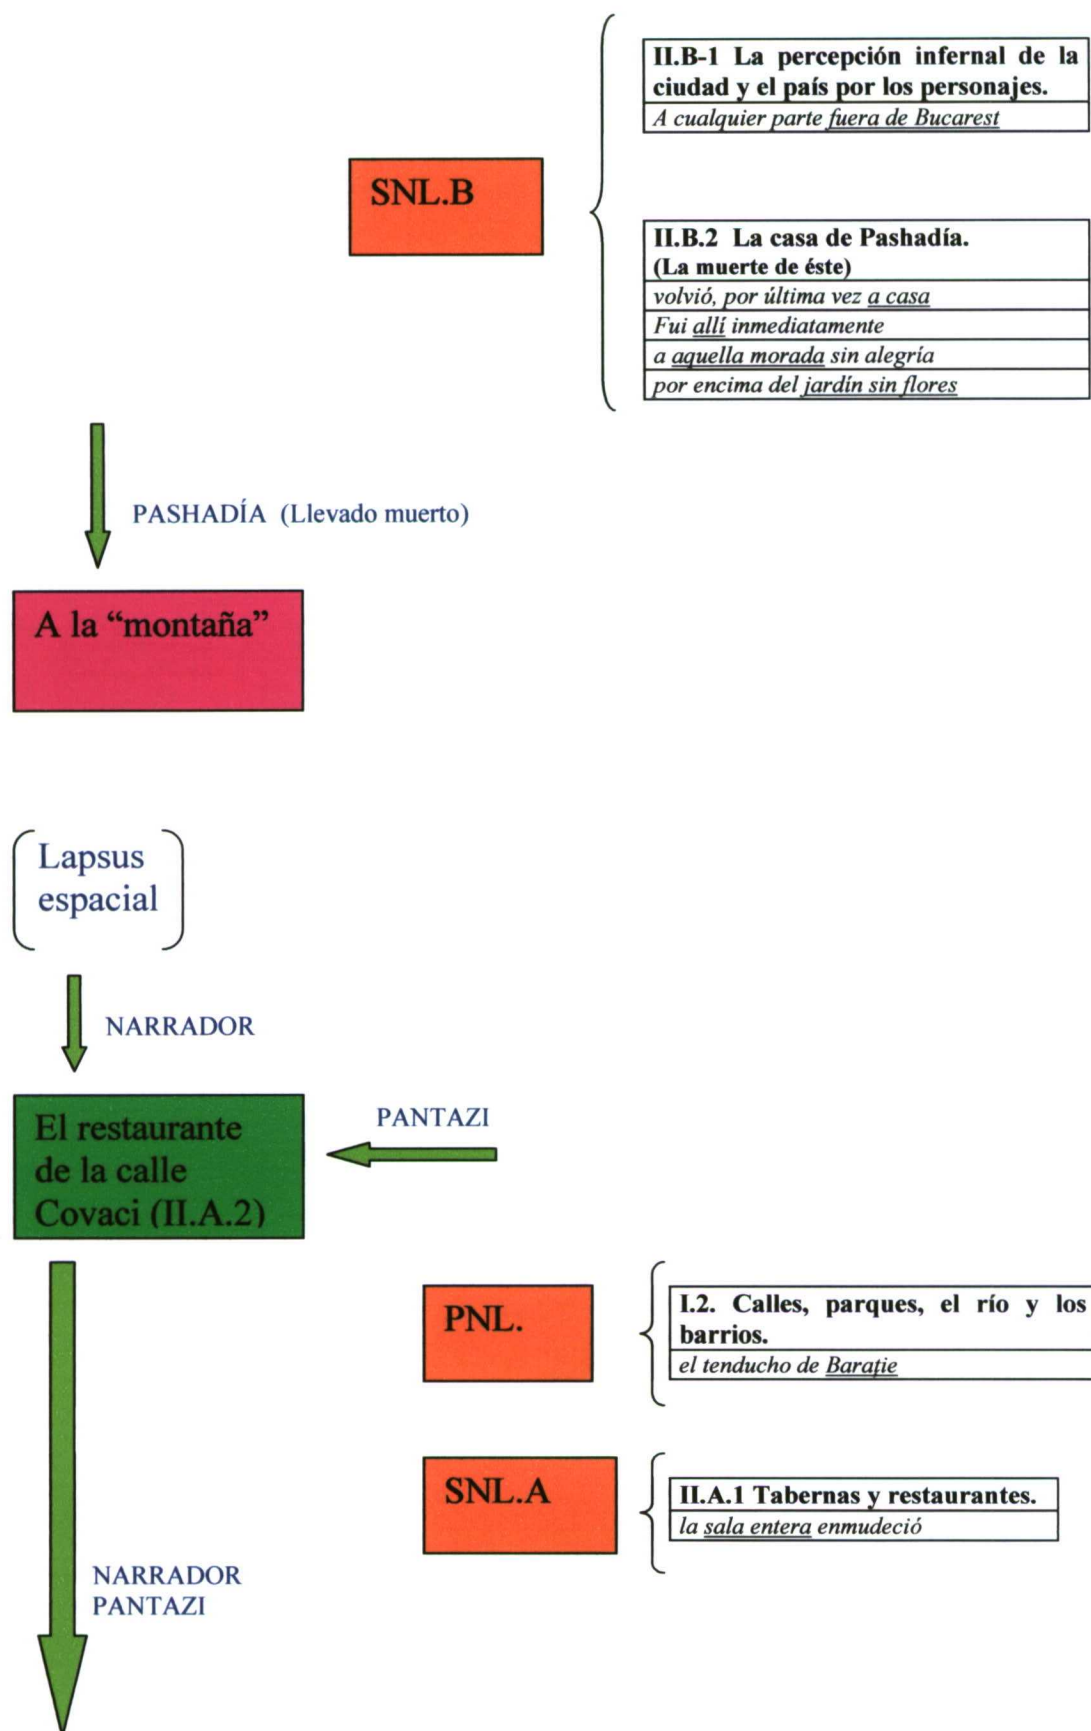 II.B-1 La percepción infernal de la
ciudad y el país por los personajes.
A cualquier parte fuera de Bucarest
SNL.B
II.B.2 La casa de Pashadía.
(La muerte de éste)
volvió, por última vez a casa
Fui allí inmediatamente
a aquella morada sin alegría
por encima del jardín sin flores
PASHADÍA (Llevado muerto)
A la “montaña”
Lapsus
espacial
NARRADOR
El restaurante
de la calle
Covaci (II.A.2)
PANTAZI
PNL.
I.2. Calles, parques, el río y los
barrios.
el tenducho de Baraţie
SNL.A
II.A.1 Tabernas y restaurantes.
la sala entera enmudeció
NARRADOR
PANTAZI